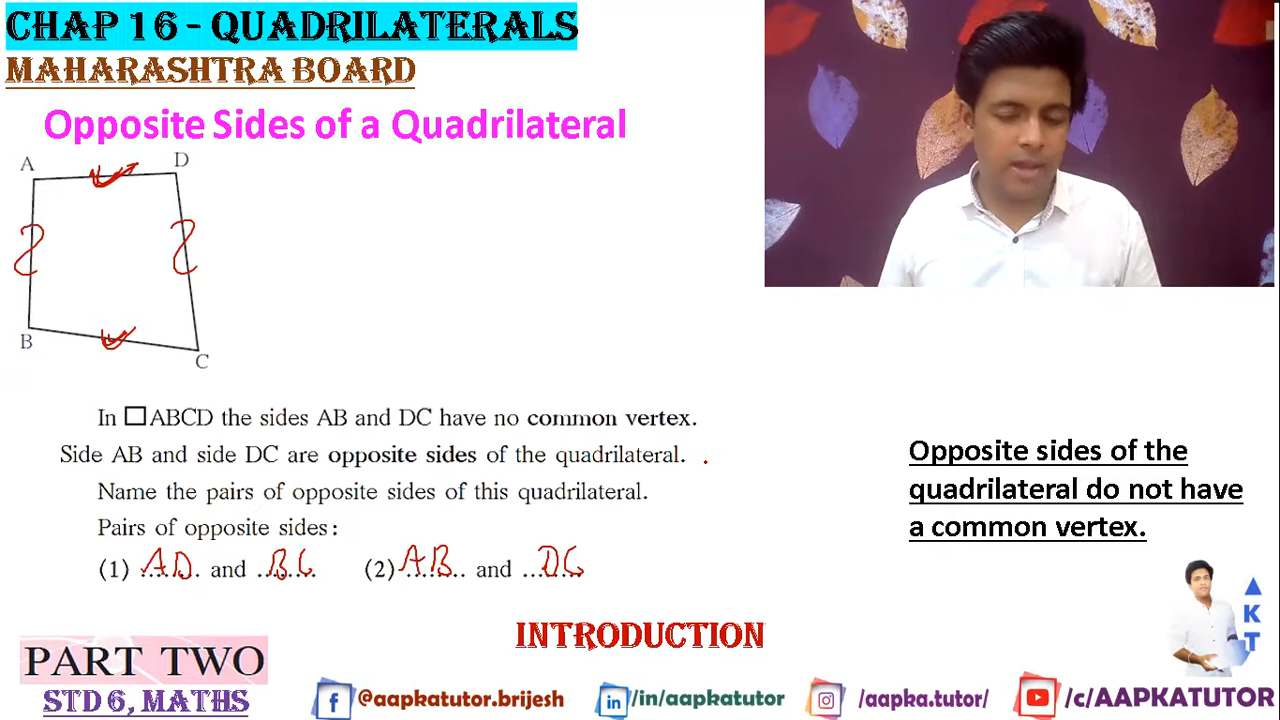 CHAP 16 - QUADRILATERALS
MAHARASHTRA BOARD
Opposite Sides of a Quadrilateral
A D
B C
In □ABCD the sides AB and DC have no common vertex.
Side AB and side DC are opposite sides of the quadrilateral.
Name the pairs of opposite sides of this quadrilateral.
Pairs of opposite sides:
(1) AD and BC (2) AB and DC
Opposite sides of the
quadrilateral do not have
a common vertex.
AKT
INTRODUCTION
PART TWO
STD 6, MATHS
@aapkatutor.brijesh
/in/aapkatutor
/aapka.tutor/
/c/AAPKATUTOR